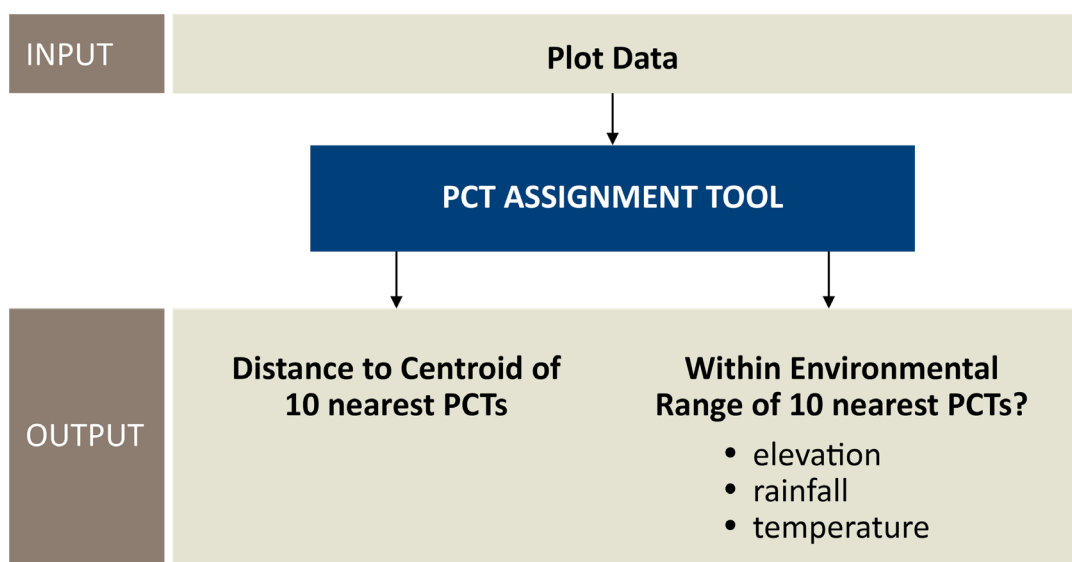 INPUT
Plot Data
PCT ASSIGNMENT TOOL
OUTPUT
Distance to Centroid of
10 nearest PCTs
Within Environmental
Range of 10 nearest PCTs?
• elevation
• rainfall
• temperature